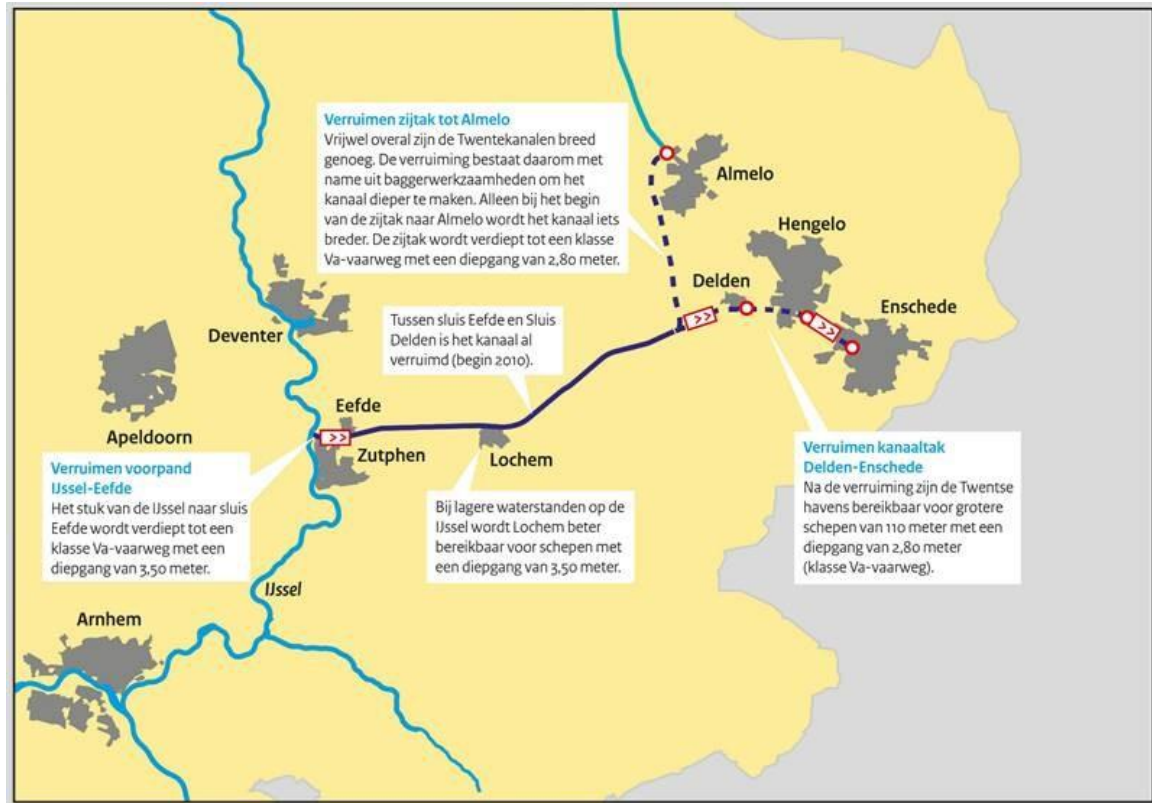 Verruimen zijtak tot Almelo
Vrijwel overal zijn de Twentekanalen breed
genoeg. De verruiming bestaat daarom met
name uit baggerwerkzaamheden om het
kanaal dieper te maken. Alleen bij het begin
van de zijtak naar Almelo wordt het kanaal iets
breder. De zijtak wordt verdiept tot een klasse
Va-vaarweg met een diepgang van 2,80 meter.
Almelo
Hengelo
Delden
Enschede
Deventer
Tussen sluis Eefde en Sluis
Delden is het kanaal al
verruimd (begin 2010).
Apeldoorn
Eefde
Zutphen
Lochem
Verruimen voorpand
IJssel-Eefde
Het stuk van de IJssel naar sluis
Eefde wordt verdiept tot een
klasse Va-vaarweg met een
diepgang van 3,50 meter.
Bij lagere waterstanden op de
IJssel wordt Lochem beter
bereikbaar voor schepen met
een diepgang van 3,50 meter.
Verruimen kanaaltak
Delden-Enschede
Na de verruiming zijn de Twentse
havens bereikbaar voor grotere
schepen van 110 meter met een
diepgang van 2,80 meter
(klasse Va-vaarweg).
IJssel
Arnhem